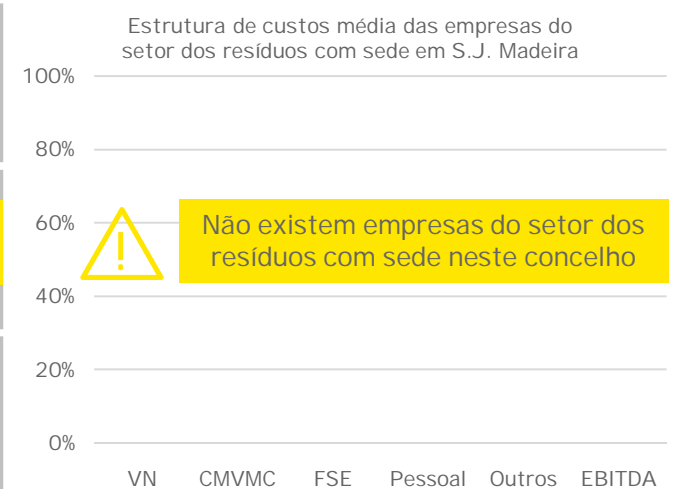 Estrutura de custos média das empresas do
setor dos resíduos com sede em S.J. Madeira
100%
80%
60%
Não existem empresas do setor dos
resíduos com sede neste concelho
40%
20%
0%
VN CMVMC FSE Pessoal Outros EBITDA